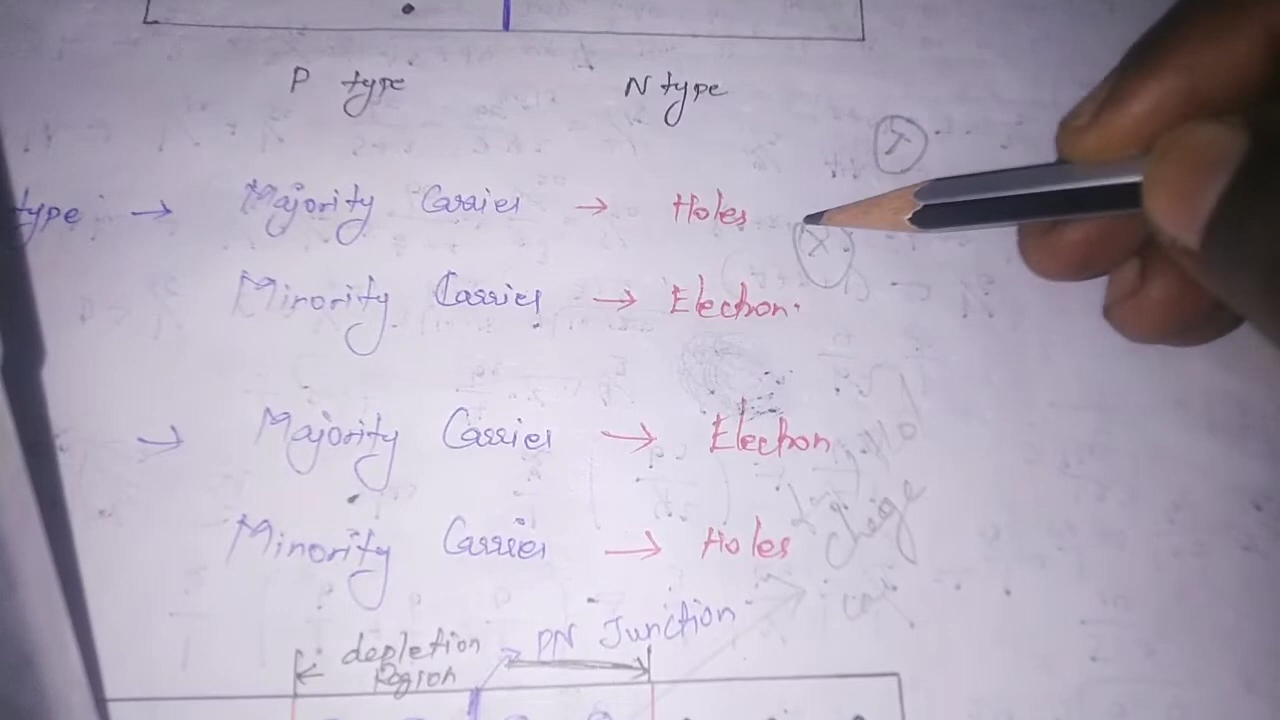 P type N type
type → Majority Carrier → Holes
Minority Carrier → Electron.
→ Majority Carrier → Electron
Minority Carrier → Holes
charge
depletion Region
PN Junction